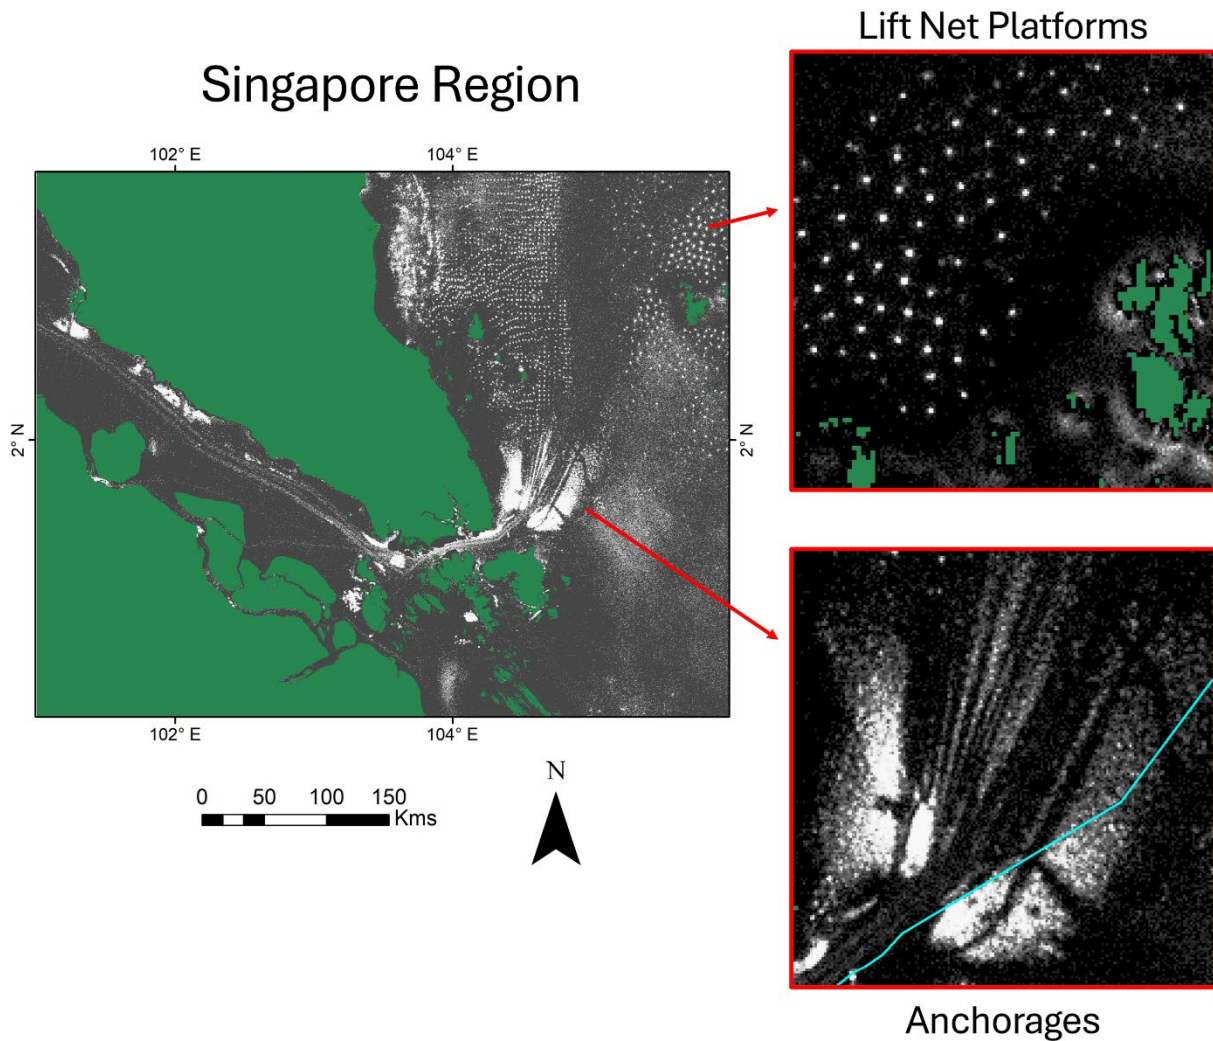 Lift Net Platforms
Singapore Region
102° E
104° E
2° N
2° N
102° E
104° E
0
50
100
150
Kms
N
Anchorages